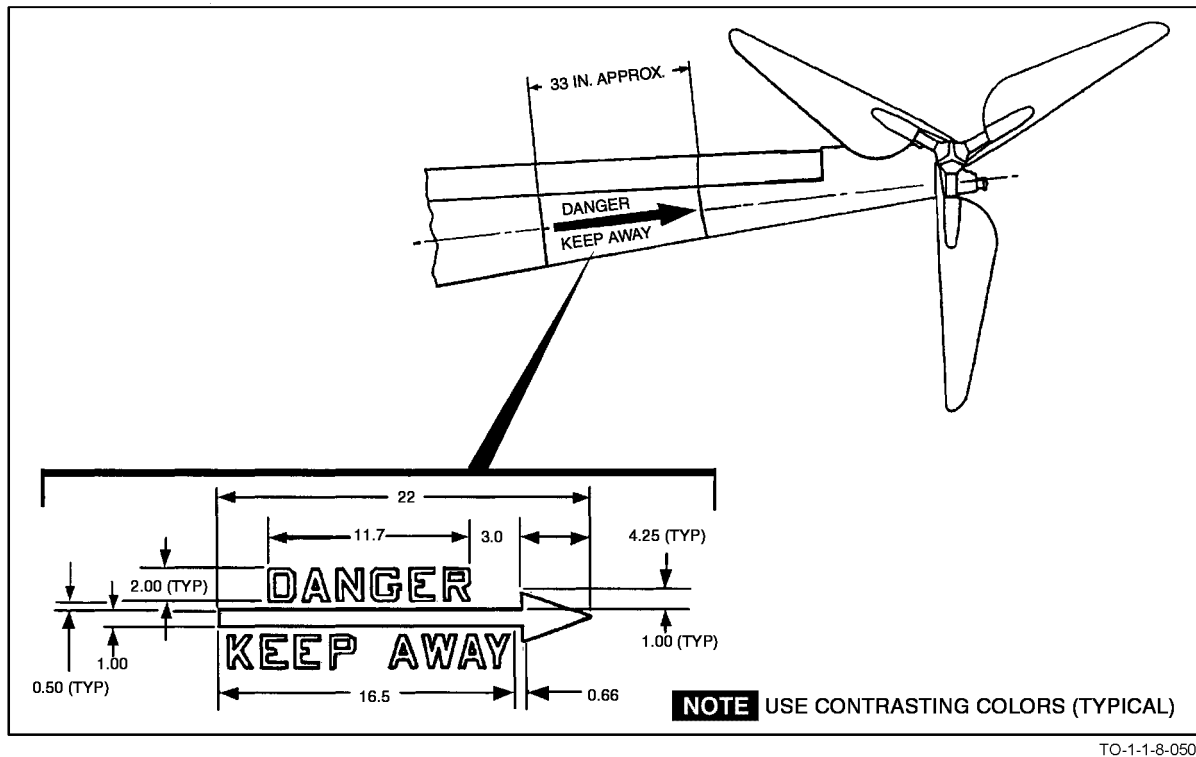 33 IN. APPROX.
DANGER
KEEP AWAY
22
11.7
3.0
4.25 (TYP)
2.00 (TYP)
DANGER
1.00 (TYP)
1.00
KEEP AWAY
0.50 (TYP)
16.5
0.66
NOTE USE CONTRASTING COLORS (TYPICAL)
TO-1-1-8-050